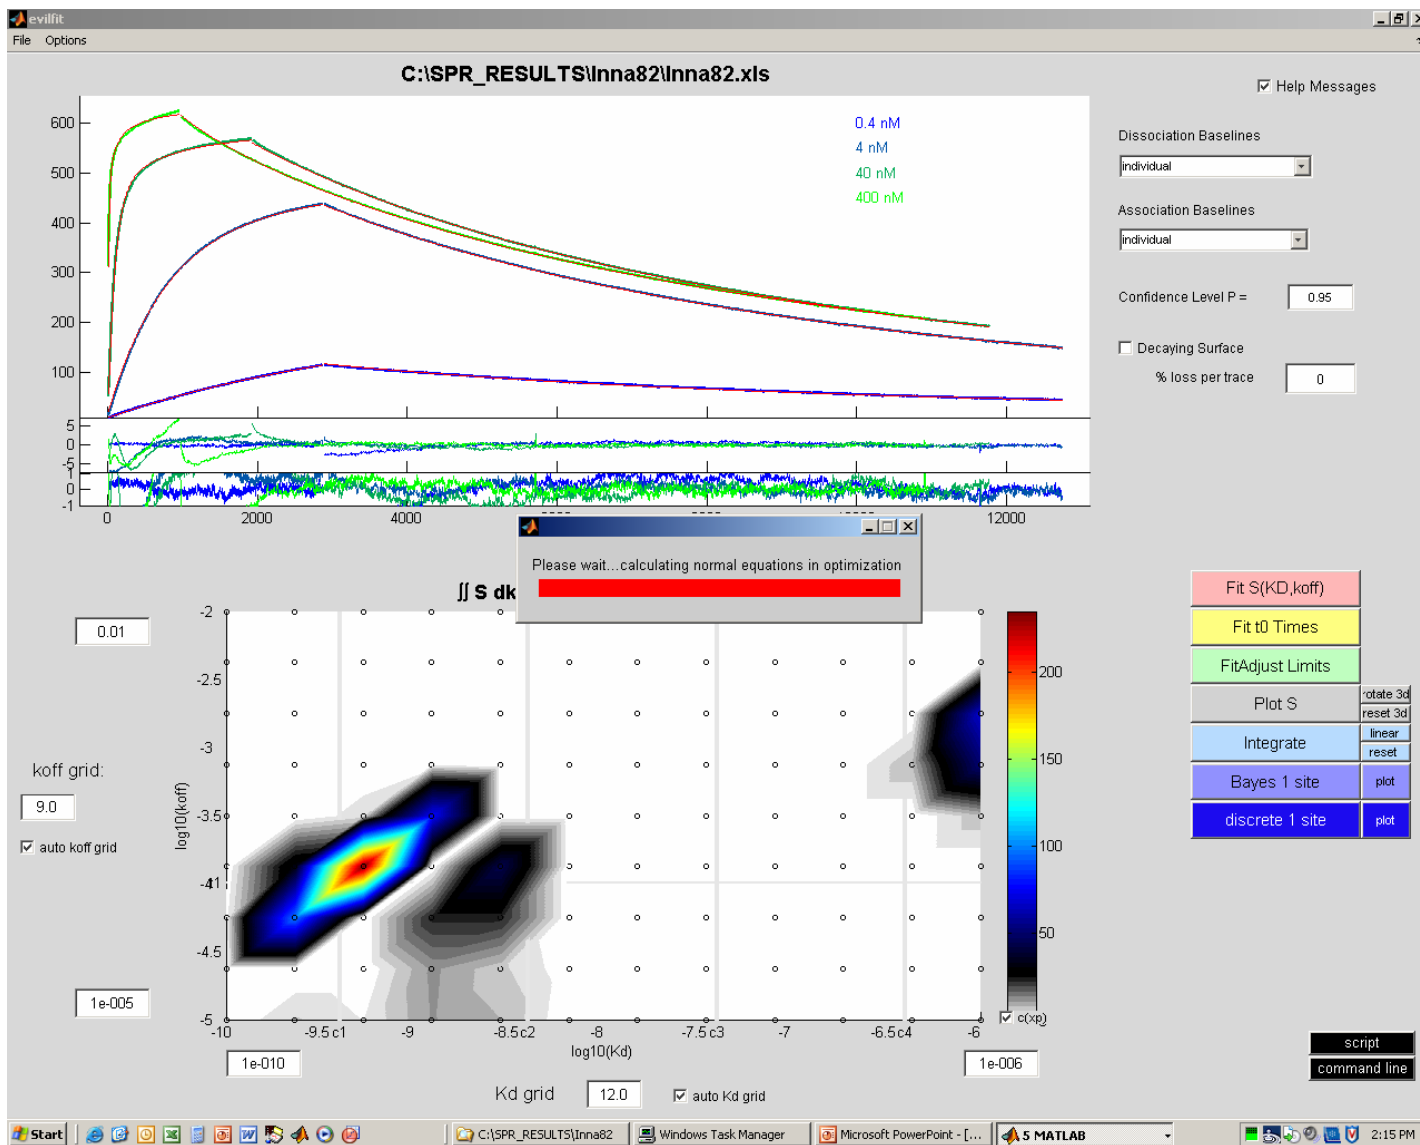 evilfit
File Options
C:\SPR_RESULTS\Inna82\Inna82.xls
Help Messages
600
500
400
300
200
100
0.4 nM
4 nM
40 nM
400 nM
Dissociation Baselines
individual
Association Baselines
individual
Confidence Level P = 0.95
Decaying Surface
% loss per trace 0
5
0
-5
0
-1
0 2000 4000 12000
Please wait...calculating normal equations in optimization
∫∫ S dk
0.01
koff grid:
9.0
auto koff grid
1e-005
log10(koff)
-2
-2.5
-3
-3.5
-4
-4.5
-5
-10 -9.5 c1 -9 -8.5 c2 -8 -7.5 c3 -7 -6.5 c4 -6
log10(Kd)
1e-010 1e-006
Kd grid 12.0 auto Kd grid
200
150
100
50
c(xp)
Fit S(KD,koff)
Fit t0 Times
FitAdjust Limits
Plot S rotate 3d
reset 3d
Integrate linear
reset
Bayes 1 site plot
discrete 1 site plot
script
command line
Start C:\SPR_RESULTS\Inna82 Windows Task Manager Microsoft PowerPoint - [... 5 MATLAB 2:15 PM